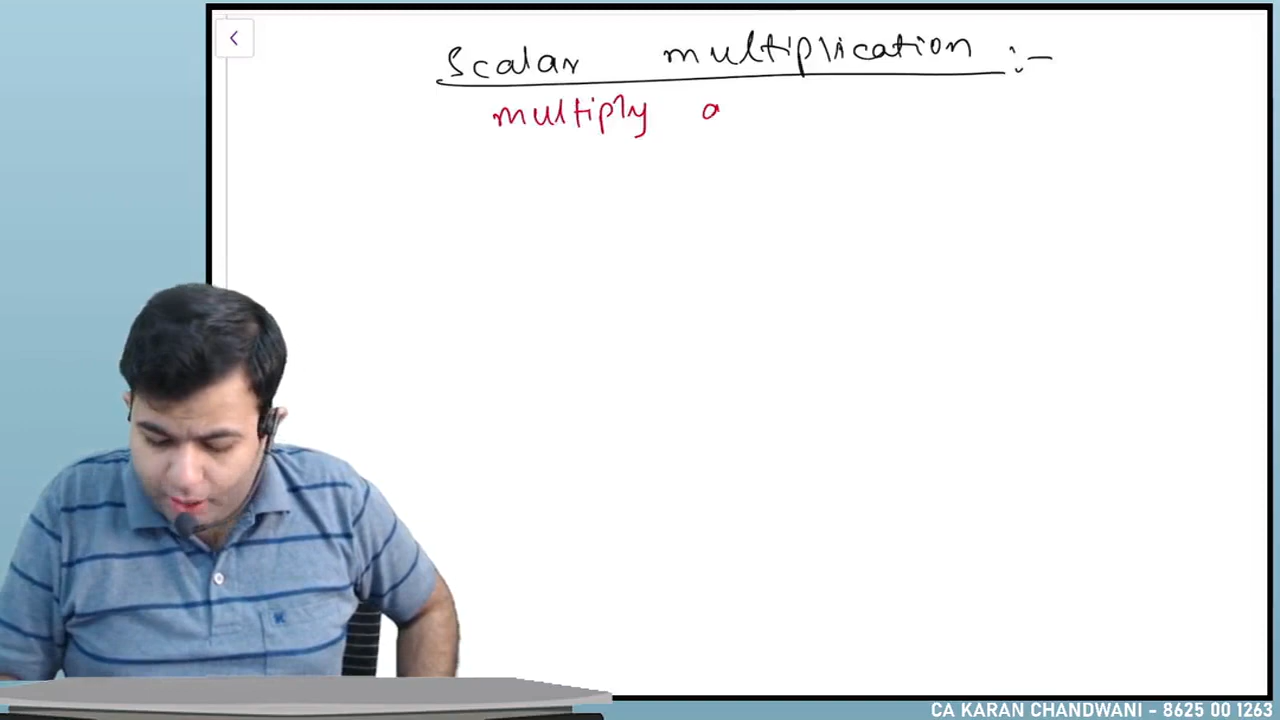 Scalar multiplication :-
multiply a
CA KARAN CHANDWANI - 8625 00 1263